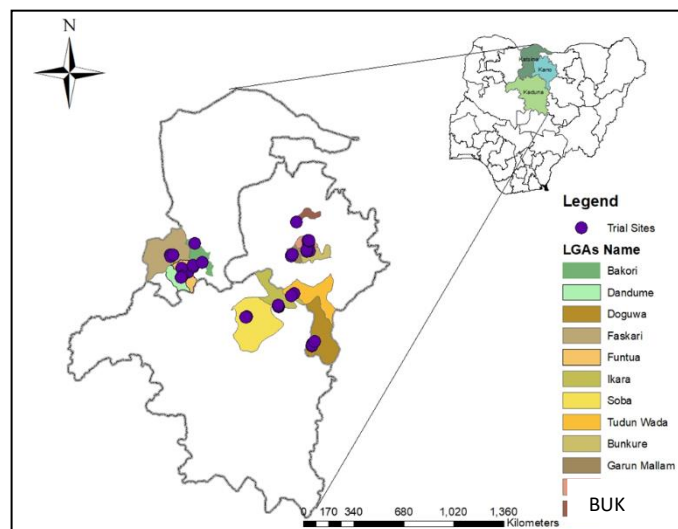 N
Katsina
Kano
Kaduna
Legend
Trial Sites
LGAs Name
Bakori
Dandume
Doguwa
Faskari
Funtua
Ikara
Soba
Tudun Wada
Bunkure
Garun Mallam
BUK
0 170 340 680 1,020 1,360
Kilometers